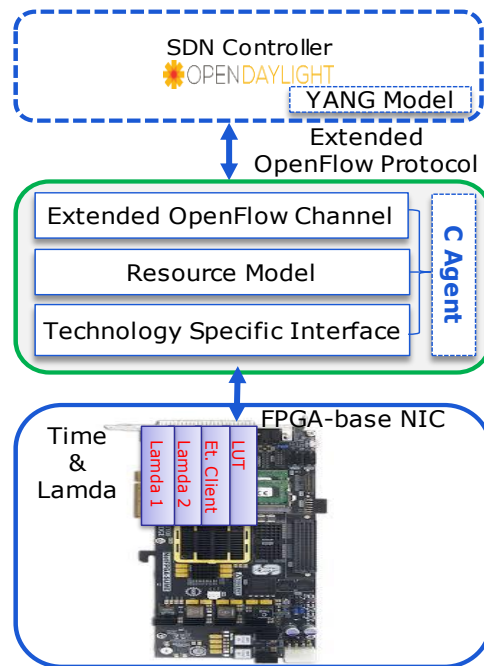 SDN Controller
OPENDAYLIGHT
YANG Model
Extended
OpenFlow Protocol
Extended OpenFlow Channel
Resource Model
Technology Specific Interface
C Agent
FPGA-base NIC
Time
&
Lamda
Lamda 1
Lamda 2
Et. Client
LUT